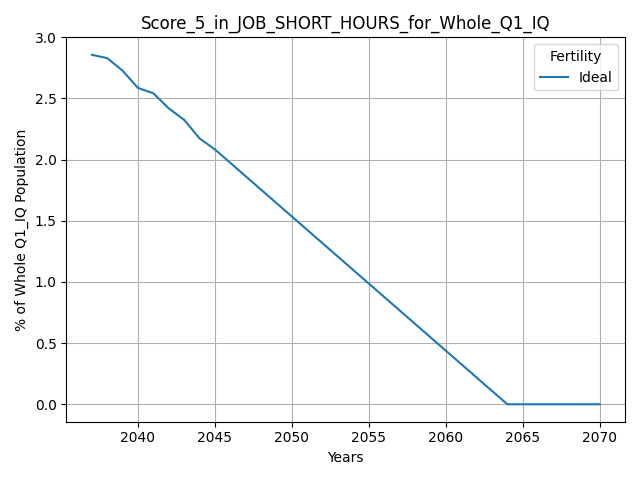 Score_5_in_JOB_SHORT_HOURS_for_Whole_Q1_IQ
% of Whole Q1_IQ Population
3.0
2.5
2.0
1.5
1.0
0.5
0.0
Fertility
Ideal
2040 2045 2050 2055 2060 2065 2070
Years